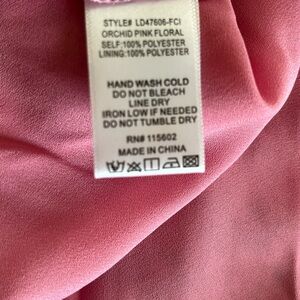 STYLE# LD47606-FCI
ORCHID PINK FLORAL
SELF:100% POLYESTER
LINING:100% POLYESTER
HAND WASH COLD
DO NOT BLEACH
LINE DRY
IRON LOW IF NEEDED
DO NOT TUMBLE DRY
RN# 115602
MADE IN CHINA